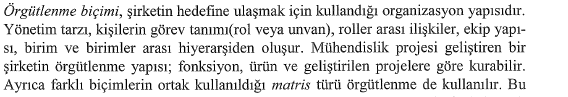 Örgütlenme biçimi, şirketin hedefine ulaşmak için kullandığı organizasyon yapısıdır.
Yönetim tarzı, kişilerin görev tanımı(rol veya unvan), roller arası ilişkiler, ekip yapı-
sı, birim ve birimler arası hiyerarşiden oluşur. Mühendislik projesi geliştiren bir
şirketin örgütlenme yapısı; fonksiyon, ürün ve geliştirilen projelere göre kurabilir.
Ayrıca farklı biçimlerin ortak kullanıldığı matris türü örgütlenme de kullanılır. Bu